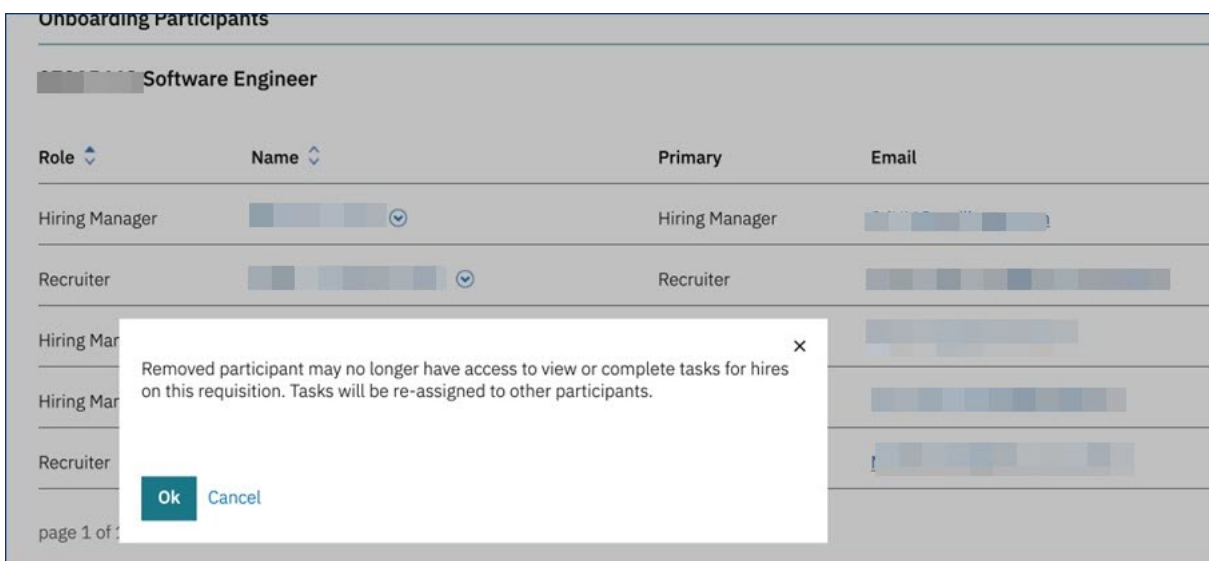 Onboarding Participants
Software Engineer
Role Name Primary Email
Hiring Manager Hiring Manager
Recruiter Recruiter
Hiring Mar
Removed participant may no longer have access to view or complete tasks for hires
on this requisition. Tasks will be re-assigned to other participants.
Hiring Mar
Recruiter
Ok Cancel
page 1 of